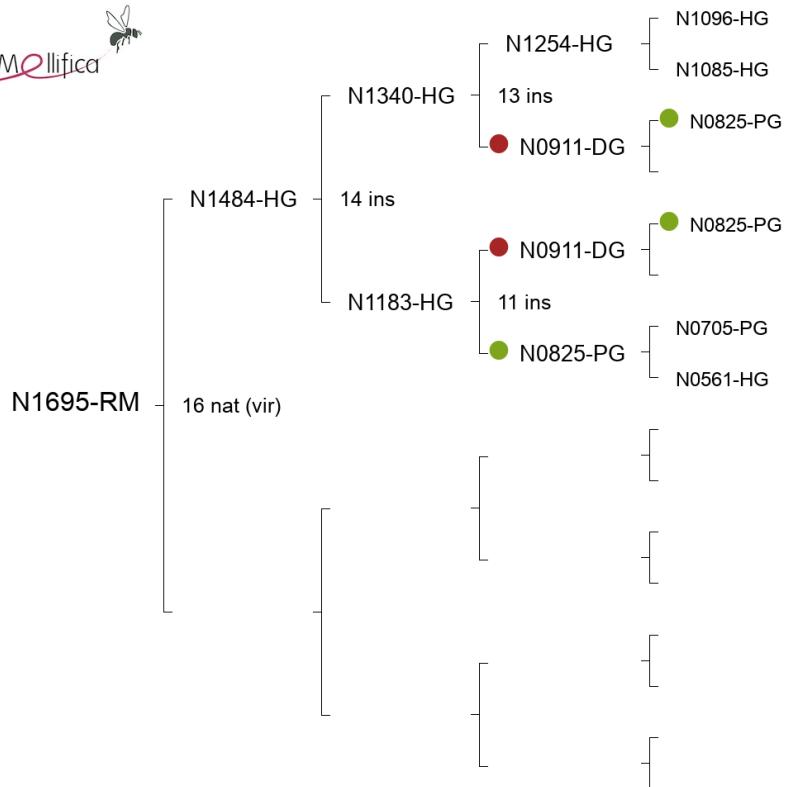 Mellifica
N1096-HG
N1254-HG
N1085-HG
N1340-HG
13 ins
N0825-PG
N0911-DG
N1484-HG
14 ins
N0825-PG
N0911-DG
N1183-HG
11 ins
N0705-PG
N0825-PG
N0561-HG
N1695-RM
16 nat (vir)